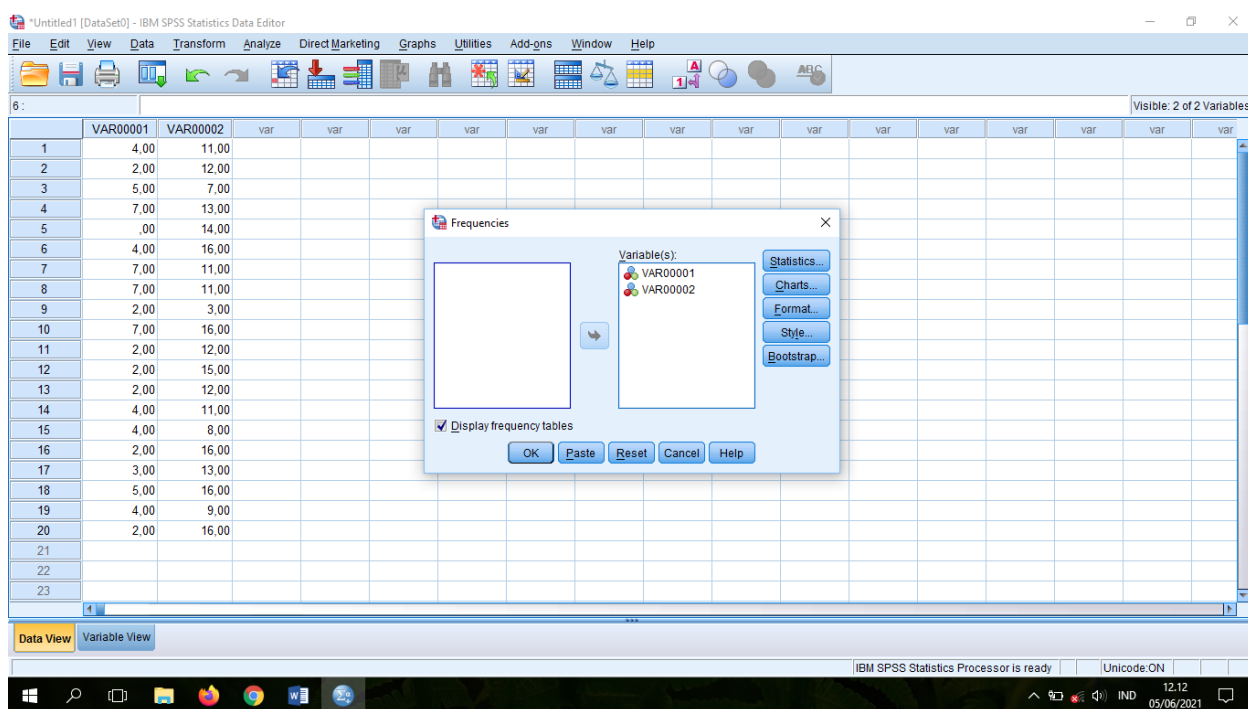 *Untitled1 [DataSet0] - IBM SPSS Statistics Data Editor
File Edit View Data Transform Analyze Direct Marketing Graphs Utilities Add-ons Window Help
6 :
Visible: 2 of 2 Variables
VAR00001 VAR00002 var var var var var var var var var var var var var var var
1 4,00 11,00
2 2,00 12,00
3 5,00 7,00
4 7,00 13,00
5 ,00 14,00
6 4,00 16,00
7 7,00 11,00
8 7,00 11,00
9 2,00 3,00
10 7,00 16,00
11 2,00 12,00
12 2,00 15,00
13 2,00 12,00
14 4,00 11,00
15 4,00 8,00
16 2,00 16,00
17 3,00 13,00
18 5,00 16,00
19 4,00 9,00
20 2,00 16,00
21
22
23
Frequencies
Variable(s):
VAR00001
VAR00002
Statistics...
Charts...
Format...
Style...
Bootstrap...
Display frequency tables
OK Paste Reset Cancel Help
Data View Variable View
IBM SPSS Statistics Processor is ready Unicode:ON
IND
12.12
05/06/2021